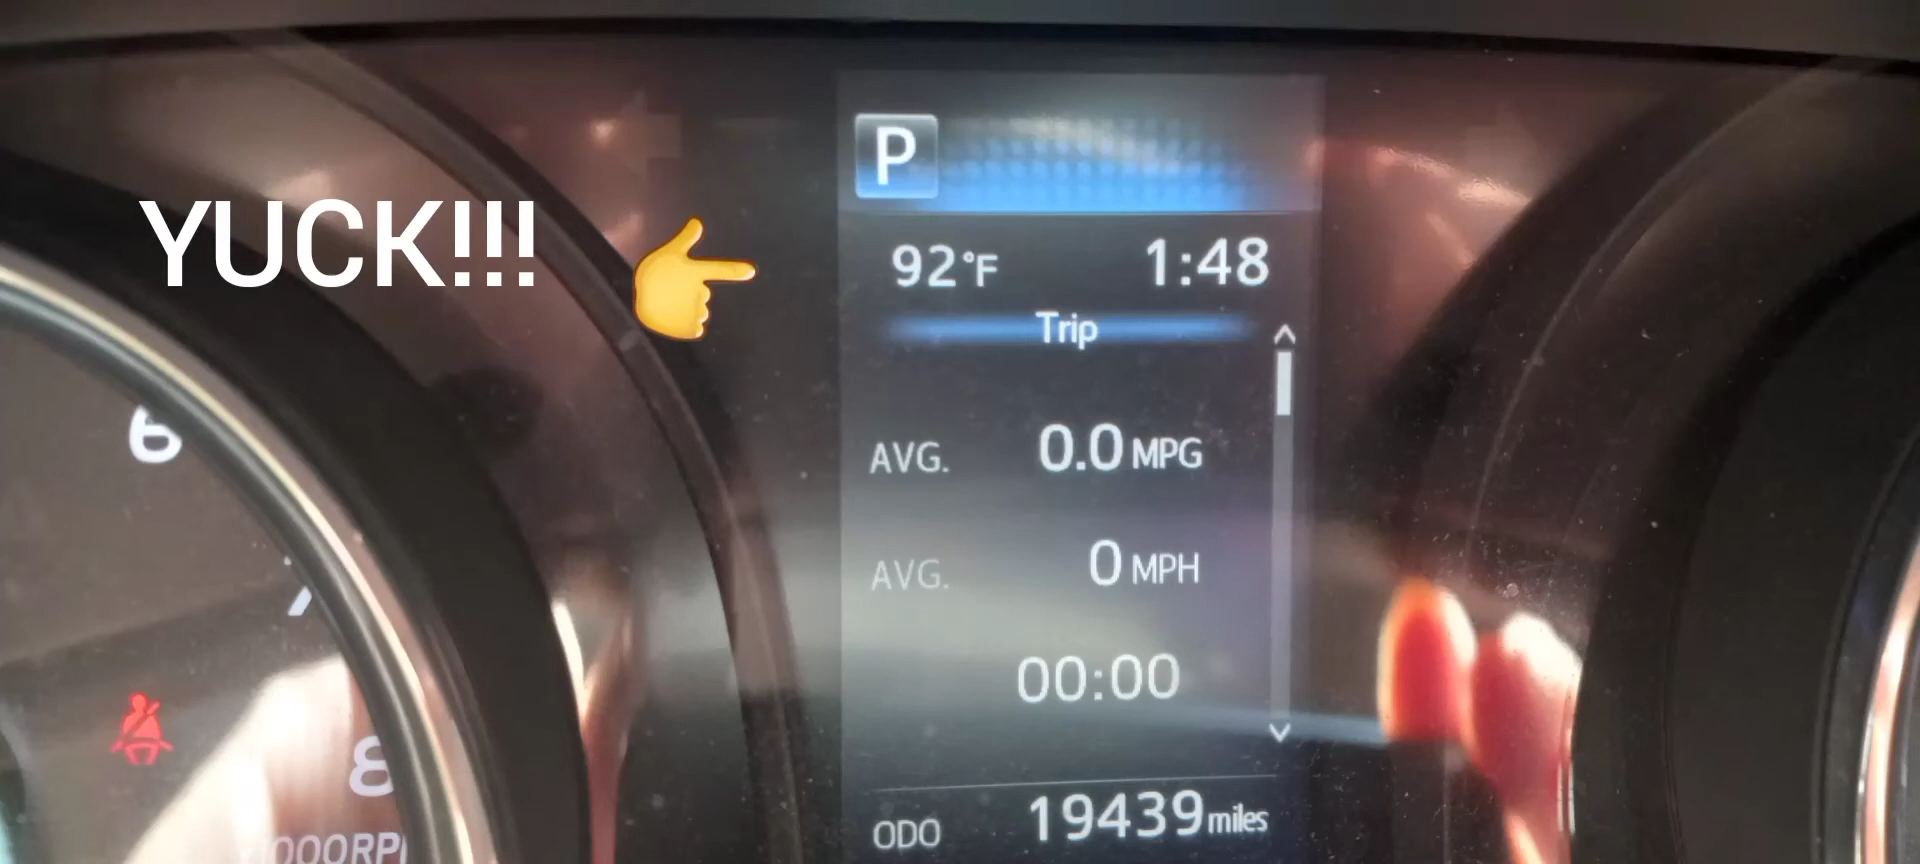 P
YUCK!!!
92°F 1:48
Trip
AVG. 0.0 MPG
AVG. 0 MPH
00:00
ODO 19439 miles
6
7
8